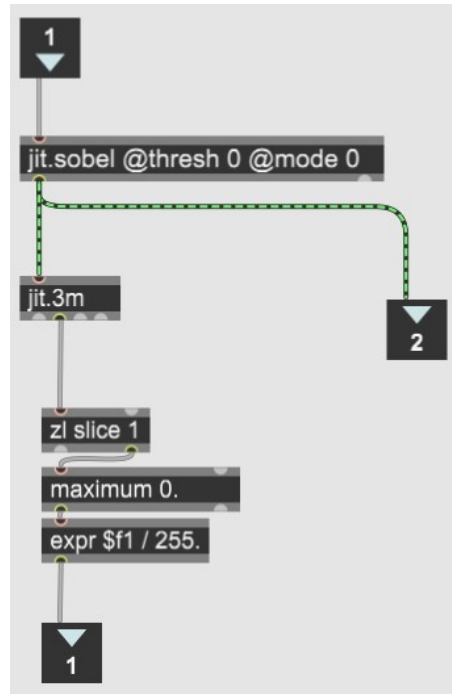 1
jit.sobel @thresh 0 @mode 0
jit.3m
2
zl slice 1
maximum 0.
expr $f1 / 255.
1